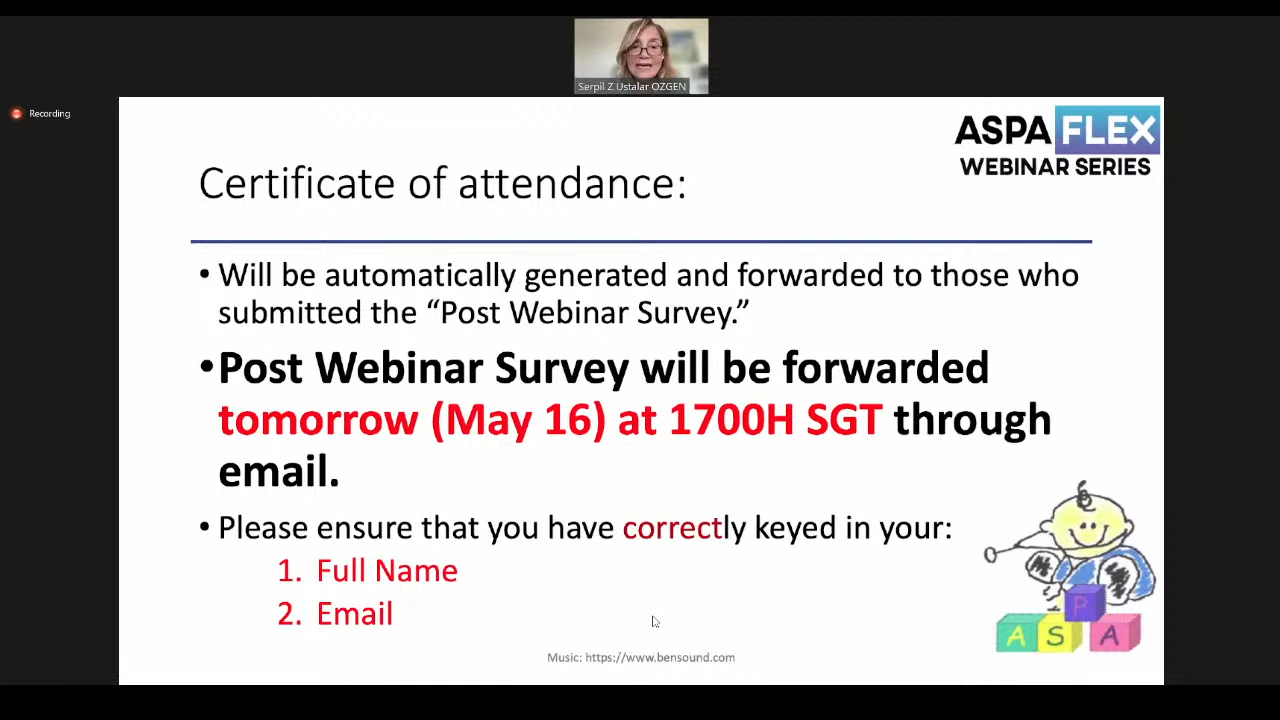 Serpil Z Ustalar OZGEN
Recording
ASPA FLEX
WEBINAR SERIES
Certificate of attendance:
• Will be automatically generated and forwarded to those who
submitted the “Post Webinar Survey.”
• Post Webinar Survey will be forwarded
tomorrow (May 16) at 1700H SGT through
email.
• Please ensure that you have correctly keyed in your:
1. Full Name
2. Email
P
A S A
Music: https://www.bensound.com